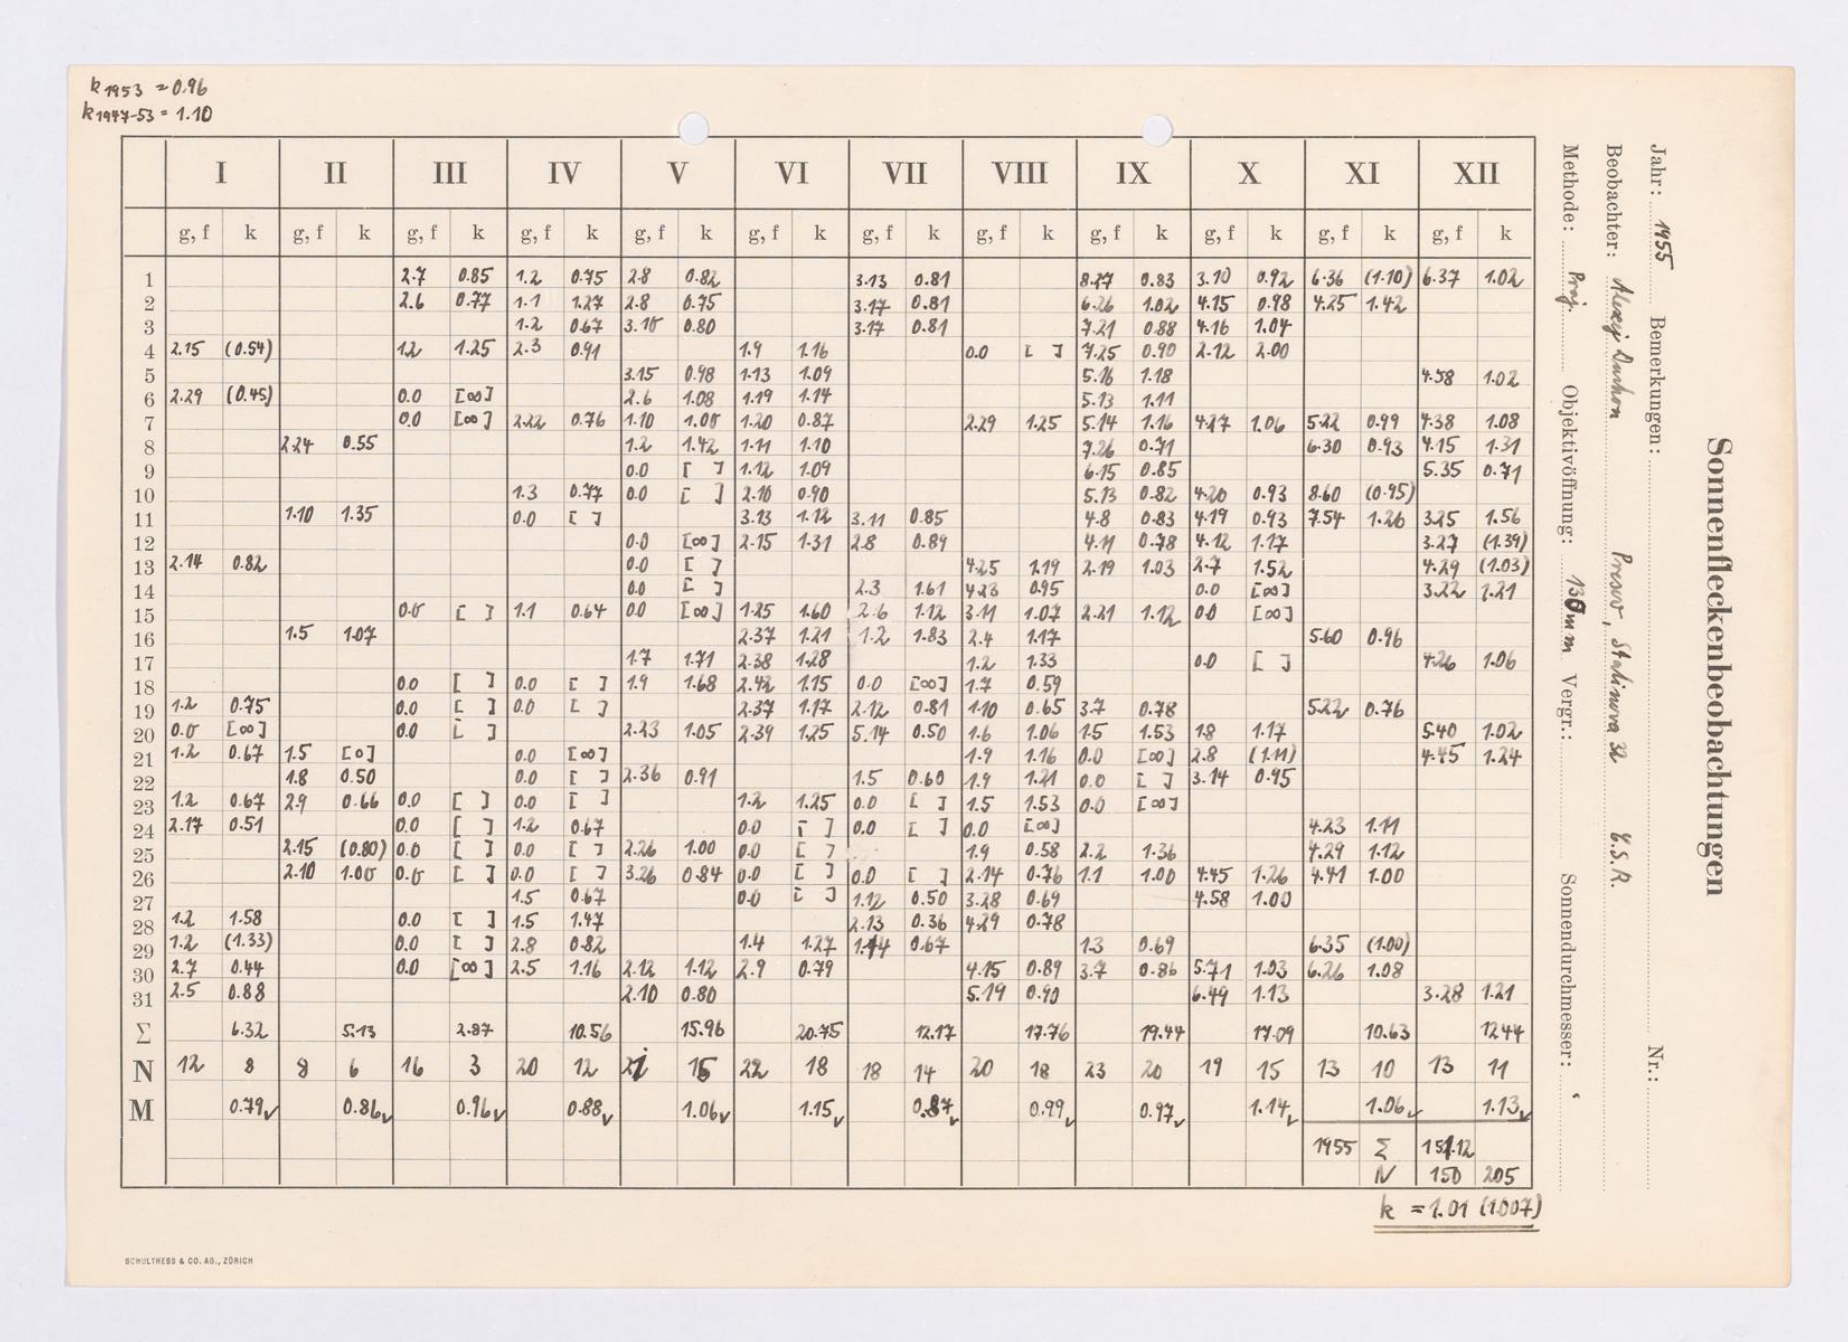 k1953 = 0.96
k1947-53 = 1.10
I II III IV V VI VII VIII IX X XI XII
g, f k g, f k g, f k g, f k g, f k g, f k g, f k g, f k g, f k g, f k g, f k g, f k
1 2.7 0.85 1.2 0.75 2.8 0.82 3.13 0.81 8.27 0.83 3.10 0.92 6.36 (1.10) 6.37 1.02
2 2.6 0.77 1.1 1.27 2.8 0.75 3.17 0.81 6.26 1.02 4.15 0.98 4.25 1.42
3 1.2 0.67 3.10 0.80 3.17 0.81 7.21 0.88 4.16 1.04
4 2.15 (0.54) 1.2 1.25 2.3 0.91 1.9 1.16 0.0 [ ] 7.25 0.90 2.12 2.00
5 3.15 0.98 1.13 1.09 5.16 1.18 4.58 1.02
6 2.29 (0.45) 0.0 [∞] 2.6 1.08 1.19 1.14 5.13 1.11
7 0.0 [∞] 2.22 0.76 1.10 1.00 1.20 0.87 2.29 1.25 5.14 1.16 4.27 1.06 5.22 0.99 4.38 1.08
8 2.24 0.55 1.2 1.42 1.11 1.10 7.26 0.71 6.30 0.93 4.15 1.31
9 0.0 [ ] 1.12 1.09 6.15 0.85 5.35 0.71
10 1.3 0.77 0.0 [ ] 2.10 0.90 5.13 0.82 4.20 0.93 8.60 (0.95)
11 1.10 1.35 0.0 [ ] 3.13 1.12 3.11 0.85 4.8 0.83 4.19 0.93 7.54 1.26 3.25 1.56
12 0.0 [∞] 2.15 1.31 2.8 0.89 4.11 0.78 4.12 1.17 3.27 (1.39)
13 2.14 0.82 0.0 [ ] 4.25 1.19 2.19 1.03 2.7 1.52 4.29 (1.03)
14 0.0 [ ] 2.3 1.61 4.23 0.95 0.0 [∞] 3.22 1.21
15 0.0 [ ] 1.1 0.64 0.0 [∞] 1.25 1.60 2.6 1.12 3.11 1.07 2.21 1.12 0.0 [∞]
16 1.5 1.07 2.37 1.21 1.2 1.83 2.4 1.17 5.60 0.96
17 1.7 1.71 2.38 1.28 1.2 1.33 0.0 [ ] 4.26 1.06
18 0.0 [ ] 0.0 [ ] 1.9 1.68 2.42 1.15 0.0 [∞] 1.7 0.59
19 1.2 0.75 0.0 [ ] 0.0 [ ] 2.37 1.17 2.12 0.81 1.10 0.65 3.7 0.78 5.22 0.76
20 0.0 [∞] 0.0 [ ] 2.23 1.05 2.39 1.25 5.14 0.50 1.6 1.06 1.5 1.53 1.8 1.17 5.40 1.02
21 1.2 0.67 1.5 [0] 0.0 [∞] 1.9 1.16 0.0 [∞] 2.8 (1.11) 4.45 1.24
22 1.8 0.50 0.0 [ ] 2.36 0.91 1.5 0.60 1.9 1.21 0.0 [ ] 3.14 0.95
23 1.2 0.67 2.9 0.66 0.0 [ ] 0.0 [ ] 1.2 1.25 0.0 [ ] 1.5 1.53 0.0 [∞]
24 2.17 0.51 0.0 [ ] 1.2 0.67 0.0 [ ] 0.0 [ ] 0.0 [∞] 4.23 1.11
25 2.15 (0.80) 0.0 [ ] 0.0 [ ] 2.26 1.00 0.0 [ ] 1.9 0.58 2.2 1.36 4.29 1.12
26 2.10 1.00 0.0 [ ] 0.0 [ ] 3.26 0.84 0.0 [ ] 0.0 [ ] 2.14 0.76 1.1 1.00 4.45 1.26 4.41 1.00
27 1.5 0.67 0.0 [ ] 1.12 0.50 3.28 0.69 4.58 1.00
28 1.2 1.58 0.0 [ ] 1.5 1.47 2.13 0.36 4.29 0.78
29 1.2 (1.33) 0.0 [ ] 2.8 0.82 1.4 1.27 1.14 0.67 1.3 0.69 6.35 (1.00)
30 2.7 0.44 0.0 [∞] 2.5 1.16 2.12 1.12 2.9 0.79 4.15 0.89 3.7 0.86 5.71 1.03 6.26 1.08
31 2.5 0.88 2.10 0.80 5.19 0.90 6.49 1.13 3.28 1.21
Σ 6.32 5.13 2.87 10.56 15.96 20.75 12.17 17.76 19.44 17.09 10.63 12.44
N 12 8 8 6 16 3 20 12 21 15 22 18 18 14 20 18 23 20 19 15 13 10 13 11
M 0.79✓ 0.86✓ 0.96✓ 0.88✓ 1.06✓ 1.15✓ 0.87✓ 0.99✓ 0.97✓ 1.14✓ 1.06✓ 1.13✓
1955 Σ 151.12
N 150 205
k = 1.01 (1.007)
SCHULTHESS & CO. AG., ZÜRICH
Sonnenfleckenbeobachtungen
Jahr: 1955 Bemerkungen: Nr.:
Beobachter: Presov, Stalinova 32 Č.S.R.
Methode: Proj. Objektivöffnung: 130mm Vergr.: Sonnendurchmesser: